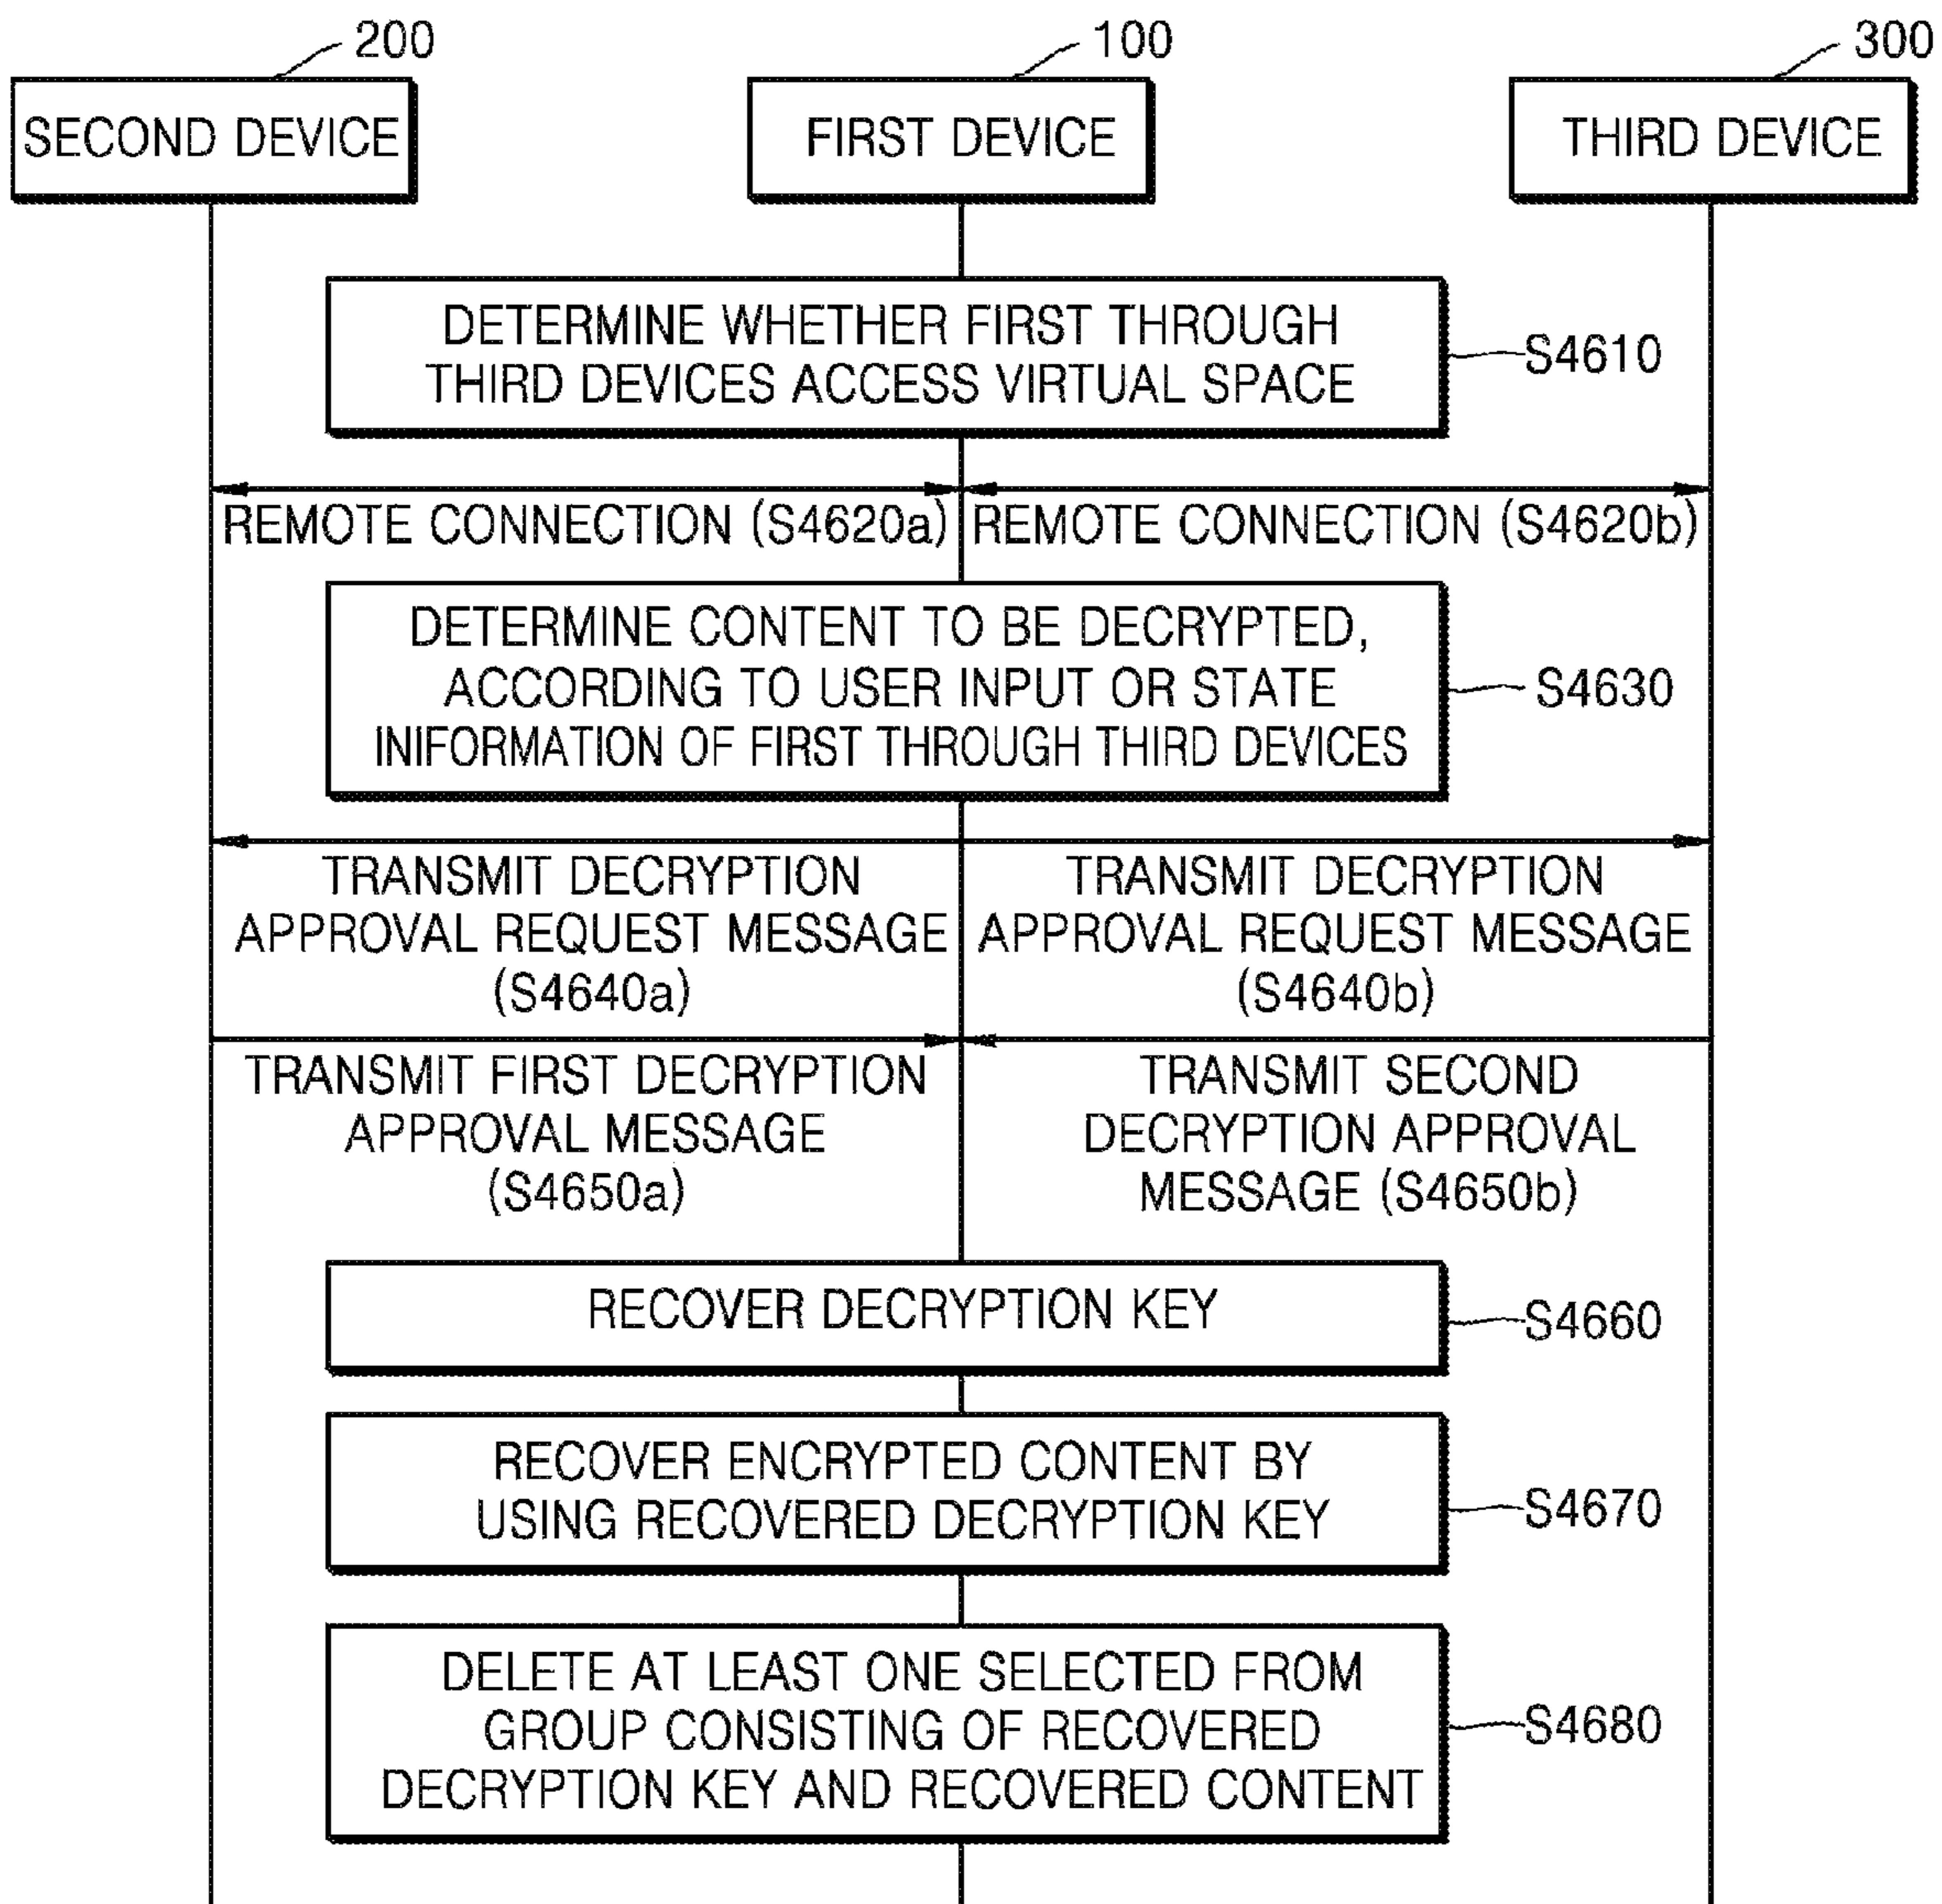 200
100
300
SECOND DEVICE
FIRST DEVICE
THIRD DEVICE
DETERMINE WHETHER FIRST THROUGH
THIRD DEVICES ACCESS VIRTUAL SPACE
S4610
REMOTE CONNECTION (S4620a)
REMOTE CONNECTION (S4620b)
DETERMINE CONTENT TO BE DECRYPTED,
ACCORDING TO USER INPUT OR STATE
INIFORMATION OF FIRST THROUGH THIRD DEVICES
S4630
TRANSMIT DECRYPTION
APPROVAL REQUEST MESSAGE
(S4640a)
TRANSMIT DECRYPTION
APPROVAL REQUEST MESSAGE
(S4640b)
TRANSMIT FIRST DECRYPTION
APPROVAL MESSAGE
(S4650a)
TRANSMIT SECOND
DECRYPTION APPROVAL
MESSAGE (S4650b)
RECOVER DECRYPTION KEY
S4660
RECOVER ENCRYPTED CONTENT BY
USING RECOVERED DECRYPTION KEY
S4670
DELETE AT LEAST ONE SELECTED FROM
GROUP CONSISTING OF RECOVERED
DECRYPTION KEY AND RECOVERED CONTENT
S4680